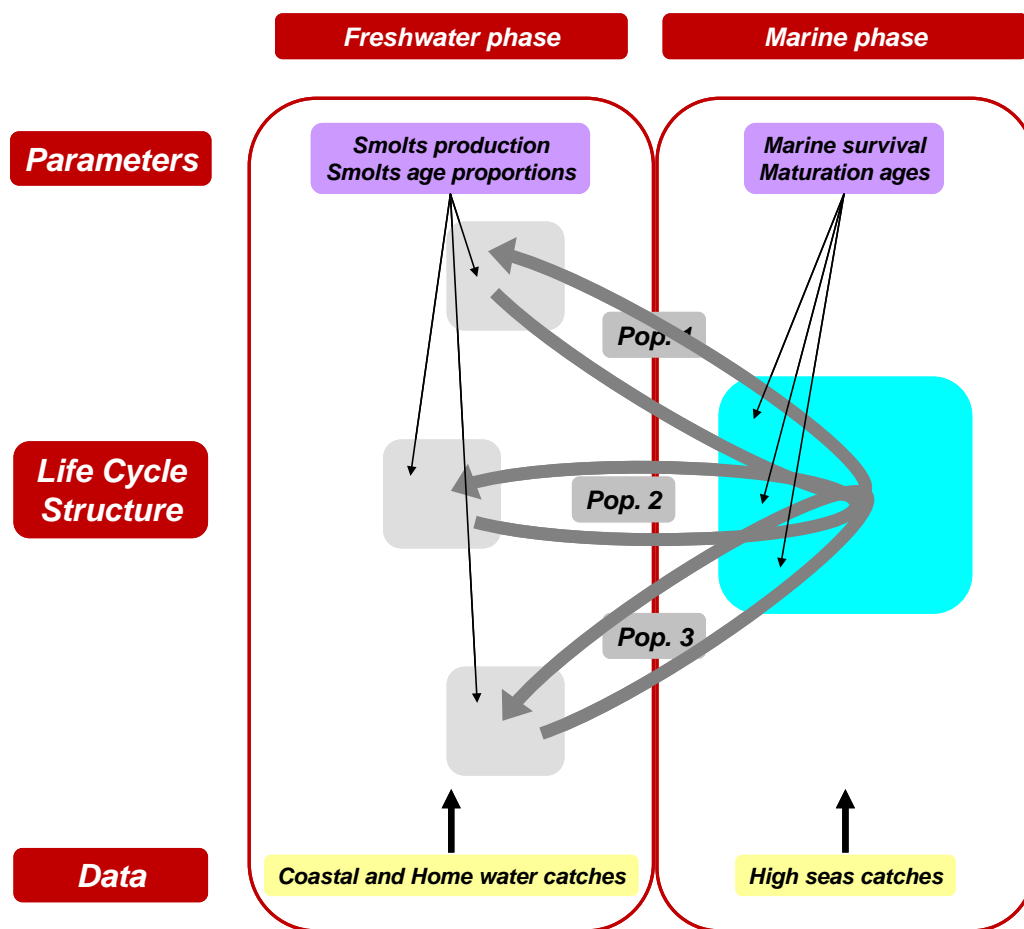 Freshwater phase
Marine phase
Parameters
Smolts production
Smolts age proportions
Marine survival
Maturation ages
Pop. 1
Life Cycle
Structure
Pop. 2
Pop. 3
Data
Coastal and Home water catches
High seas catches